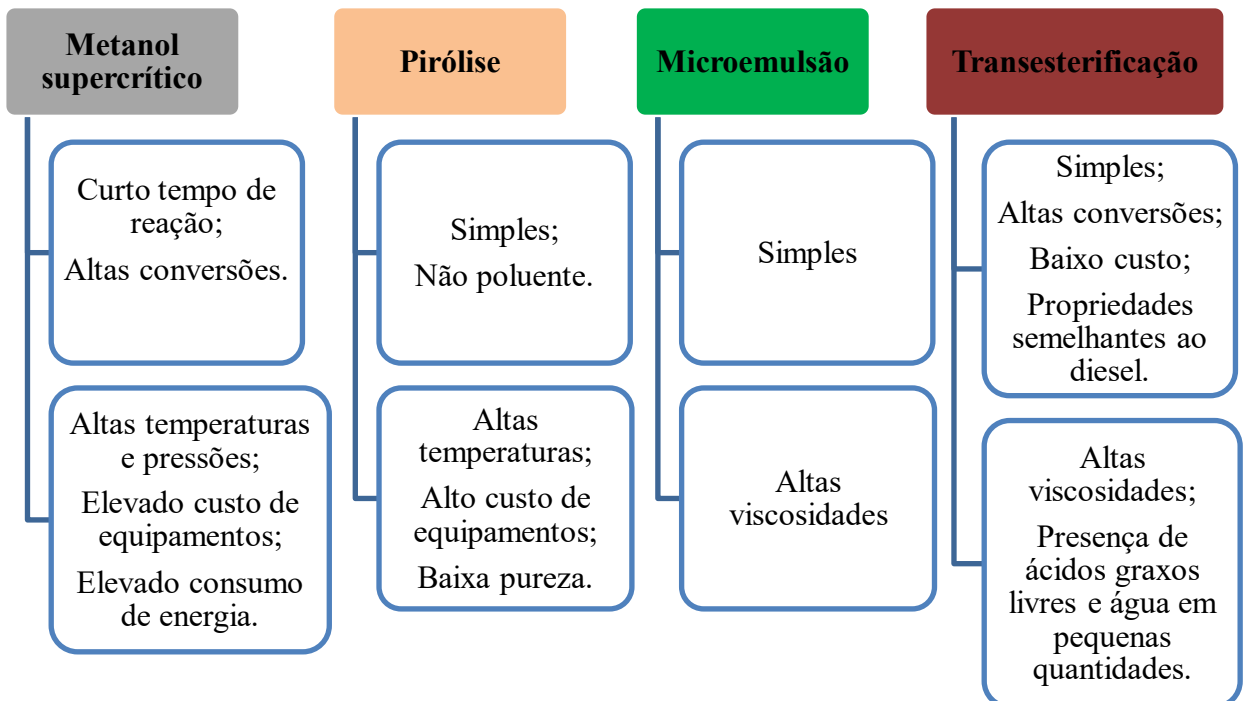 Metanol
supercrítico
Curto tempo de
reação;
Altas conversões.
Altas temperaturas
e pressões;
Elevado custo de
equipamentos;
Elevado consumo
de energia.
Pirólise
Simples;
Não poluente.
Altas
temperaturas;
Alto custo de
equipamentos;
Baixa pureza.
Microemulsão
Simples
Altas
viscosidades
Transesterificação
Simples;
Altas conversões;
Baixo custo;
Propriedades
semelhantes ao
diesel.
Altas
viscosidades;
Presença de
ácidos graxos
livres e água em
pequenas
quantidades.